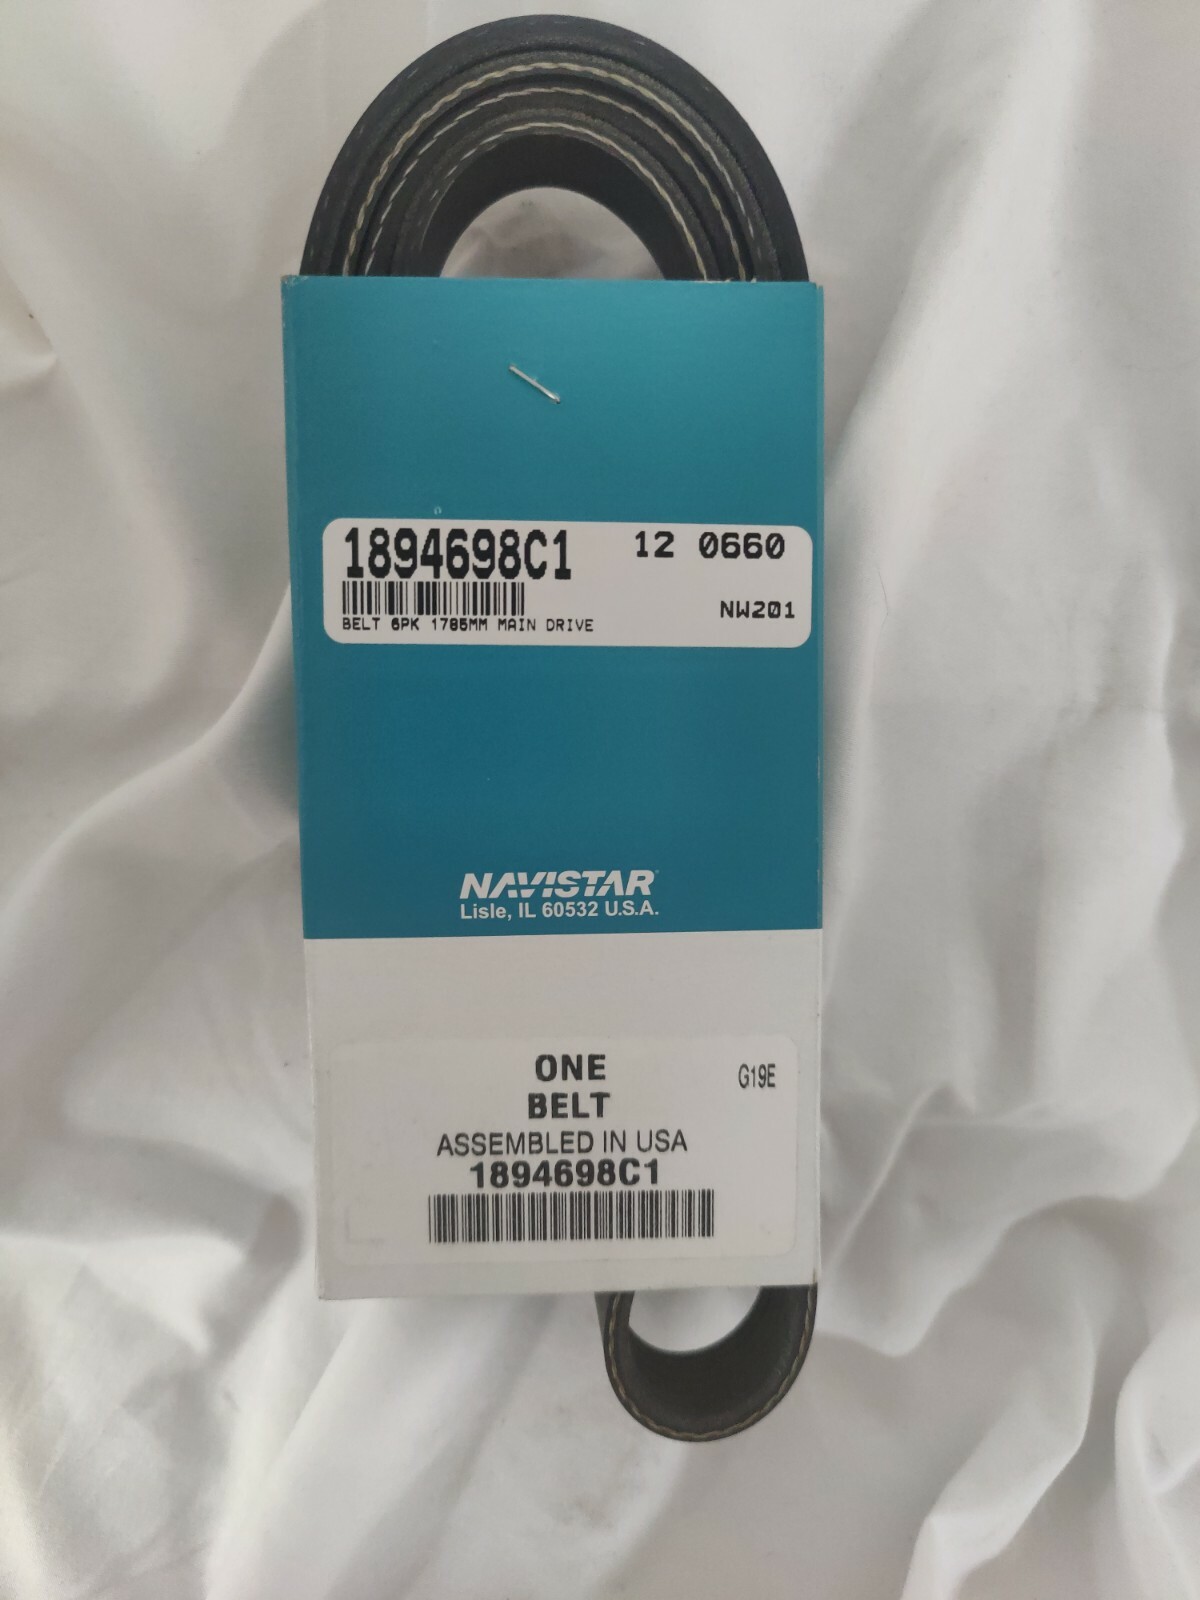 1894698C1 12 0660
NW201
BELT 6PK 1785MM MAIN DRIVE
NAVISTAR
Lisle, IL 60532 U.S.A.
ONE
BELT
G19E
ASSEMBLED IN USA
1894698C1